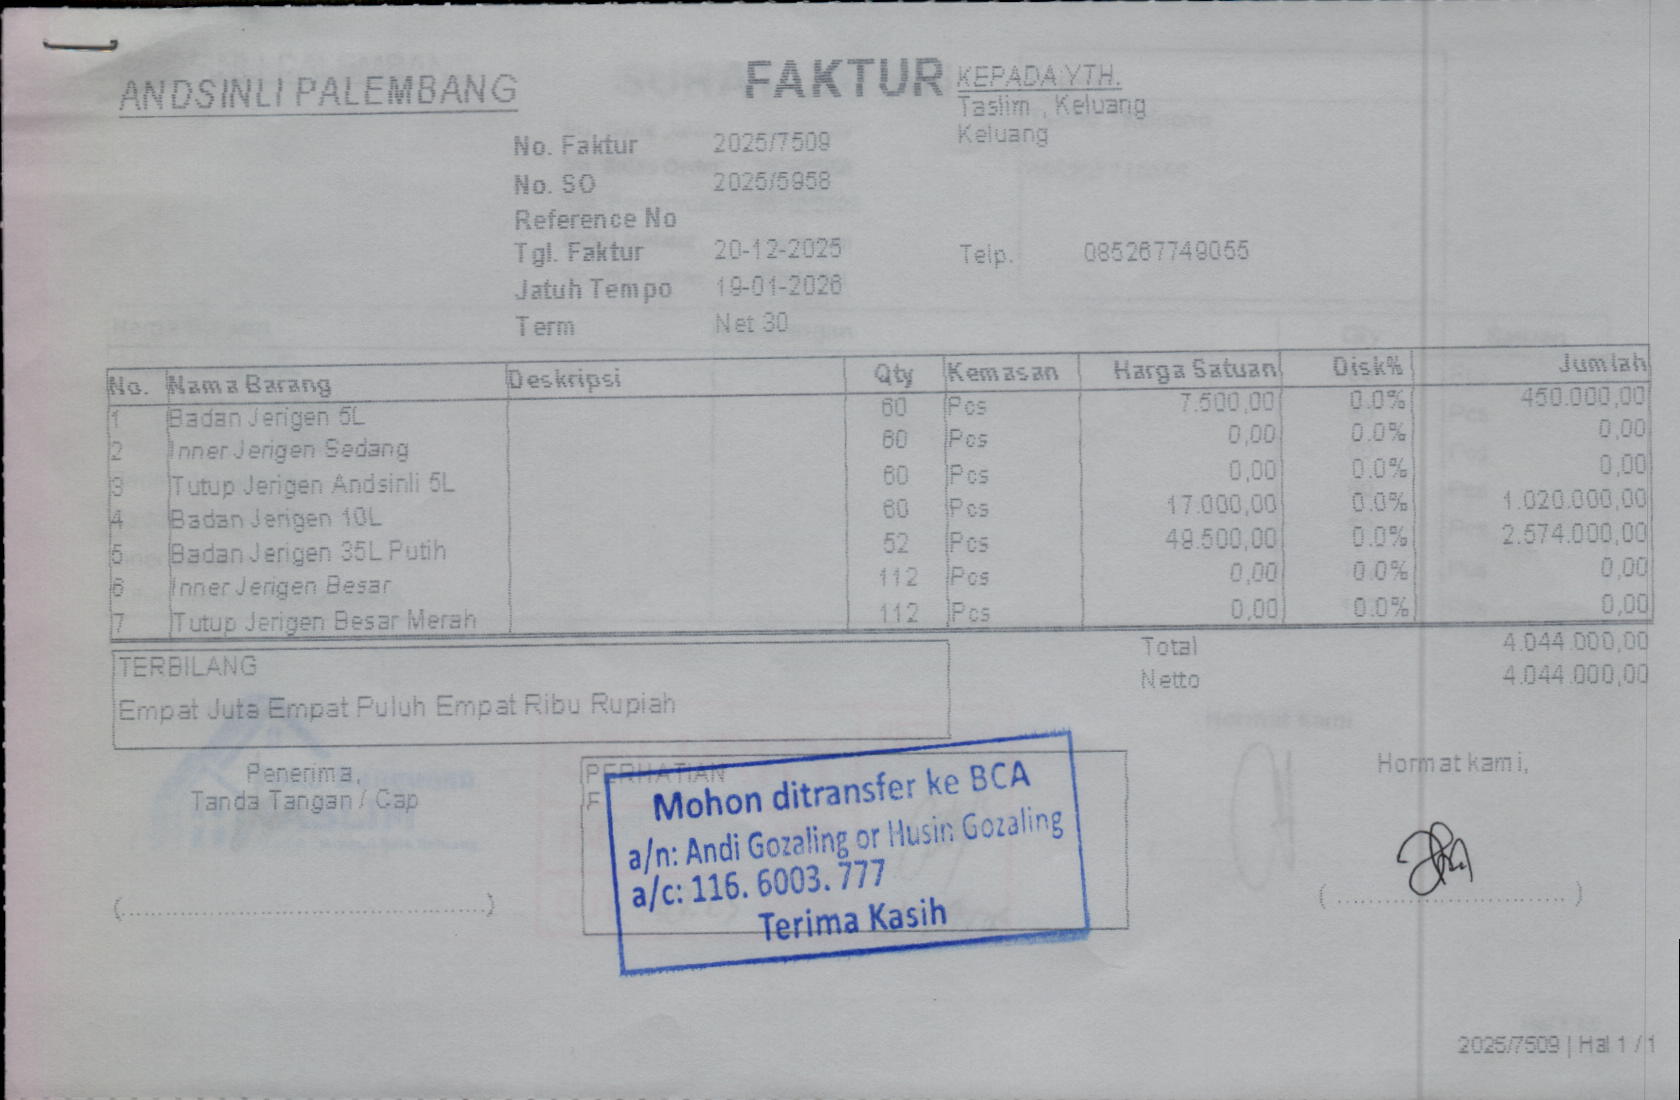 ANDSINLI PALEMBANG
FAKTUR
KEPADA YTH.
Taslim , Keluang
Keluang
No. Faktur 2025/7509
No. SO 2025/5958
Reference No
Tgl. Faktur 20-12-2025
Telp. 085267749055
Jatuh Tempo 19-01-2026
Term Net 30
No. Nama Barang Deskripsi Qty Kemasan Harga Satuan Disk% Jumlah
1 Badan Jerigen 5L 60 Pcs 7.500,00 0.0% 450.000,00
2 Inner Jerigen Sedang 60 Pcs 0,00 0.0% 0,00
3 Tutup Jerigen Andsinli 5L 60 Pcs 0,00 0.0% 0,00
4 Badan Jerigen 10L 60 Pcs 17.000,00 0.0% 1.020.000,00
5 Badan Jerigen 35L Putih 52 Pcs 49.500,00 0.0% 2.574.000,00
6 Inner Jerigen Besar 112 Pcs 0,00 0.0% 0,00
7 Tutup Jerigen Besar Merah 112 Pcs 0,00 0.0% 0,00
Total 4.044.000,00
Netto 4.044.000,00
TERBILANG
Empat Juta Empat Puluh Empat Ribu Rupiah
Penerima,
Tanda Tangan / Cap
(..............................................)
PERHATIAN
F
Mohon ditransfer ke BCA
a/n: Andi Gozaling or Husin Gozaling
a/c: 116. 6003. 777
Terima Kasih
Hormat kami,
(..............................)
2025/7509 | Hal 1 / 1